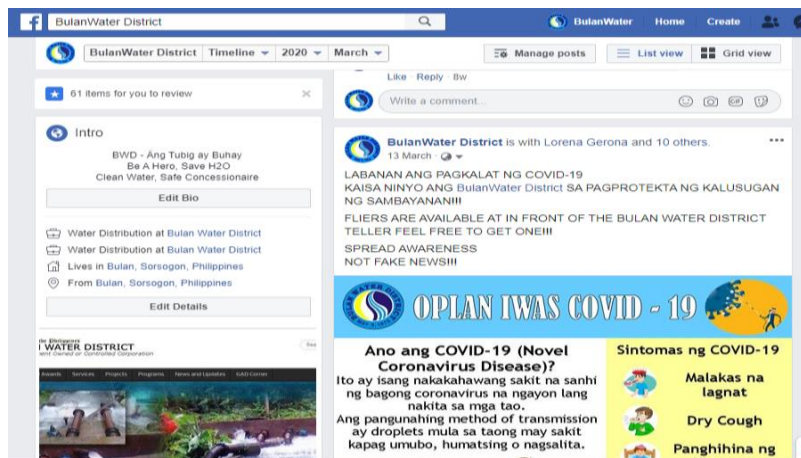 BulanWater District
BulanWater Home Create
BulanWater District Timeline 2020 March
Manage posts List view Grid view
61 items for you to review
Intro
BWD - Ang Tubig ay Buhay
Be A Hero, Save H2O
Clean Water, Safe Concessionaire
Edit Bio
Water Distribution at Bulan Water District
Water Distribution at Bulan Water District
Lives in Bulan, Sorsogon, Philippines
From Bulan, Sorsogon, Philippines
Edit Details
WATER DISTRICT
Awards Services Projects Programs News and Updates GAD Corner
Like · Reply · 8w
Write a comment...
BulanWater District is with Lorena Gerona and 10 others.
13 March
LABANAN ANG PAGKALAT NG COVID-19
KAISA NINYO ANG BulanWater District SA PAGPROTEKTA NG KALUSUGAN
NG SAMBAYANAN!!!
FLIERS ARE AVAILABLE AT IN FRONT OF THE BULAN WATER DISTRICT
TELLER FEEL FREE TO GET ONE!!!
SPREAD AWARENESS
NOT FAKE NEWS!!!
OPLAN IWAS COVID - 19
Ano ang COVID-19 (Novel
Coronavirus Disease)?
Ito ay isang nakakahawang sakit na sanhi
ng bagong coronavirus na ngayon lang
nakita sa mga tao.
Ang pangunahing method of transmission
ay droplets mula sa taong may sakit
kapag umubo, humatsing o nagsalita.
Sintomas ng COVID-19
Malakas na
lagnat
Dry Cough
Panghihina ng